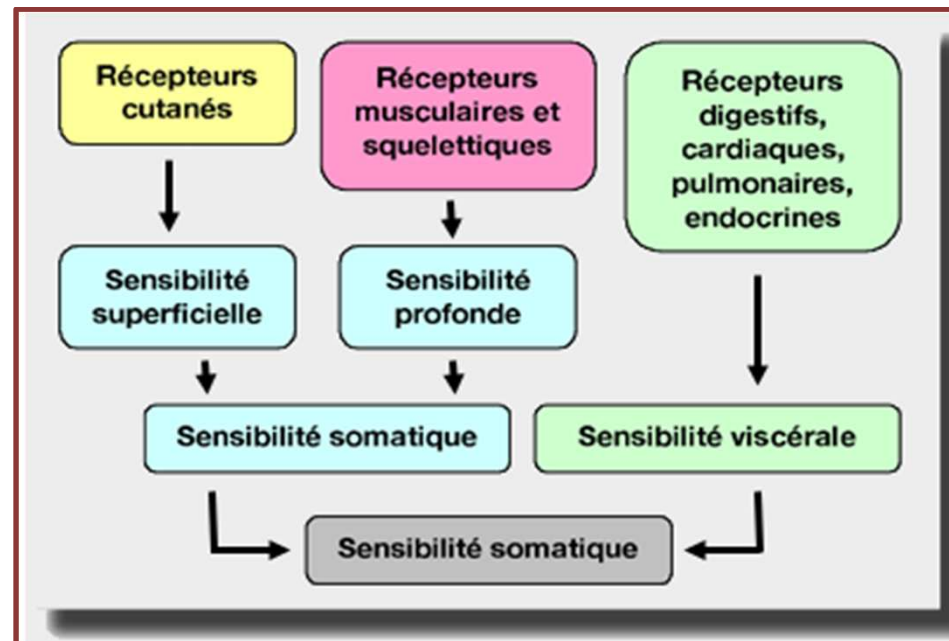 Récepteurs
cutanés
Récepteurs
musculaires et
squelettiques
Récepteurs
digestifs,
cardiaques,
pulmonaires,
endocrines
Sensibilité
superficielle
Sensibilité
profonde
Sensibilité somatique
Sensibilité viscérale
Sensibilité somatique